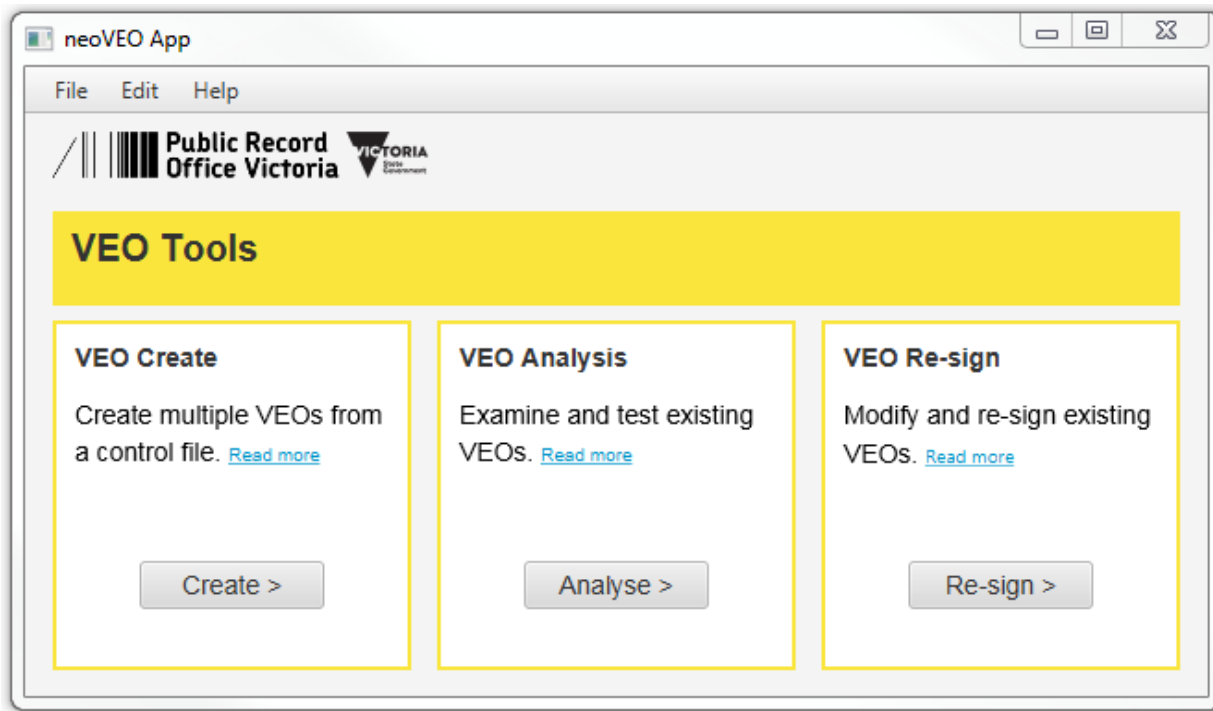 neoVEO App
File Edit Help
Public Record
Office Victoria
VICTORIA
State
Government
VEO Tools
VEO Create
Create multiple VEOs from
a control file. Read more
Create >
VEO Analysis
Examine and test existing
VEOs. Read more
Analyse >
VEO Re-sign
Modify and re-sign existing
VEOs. Read more
Re-sign >